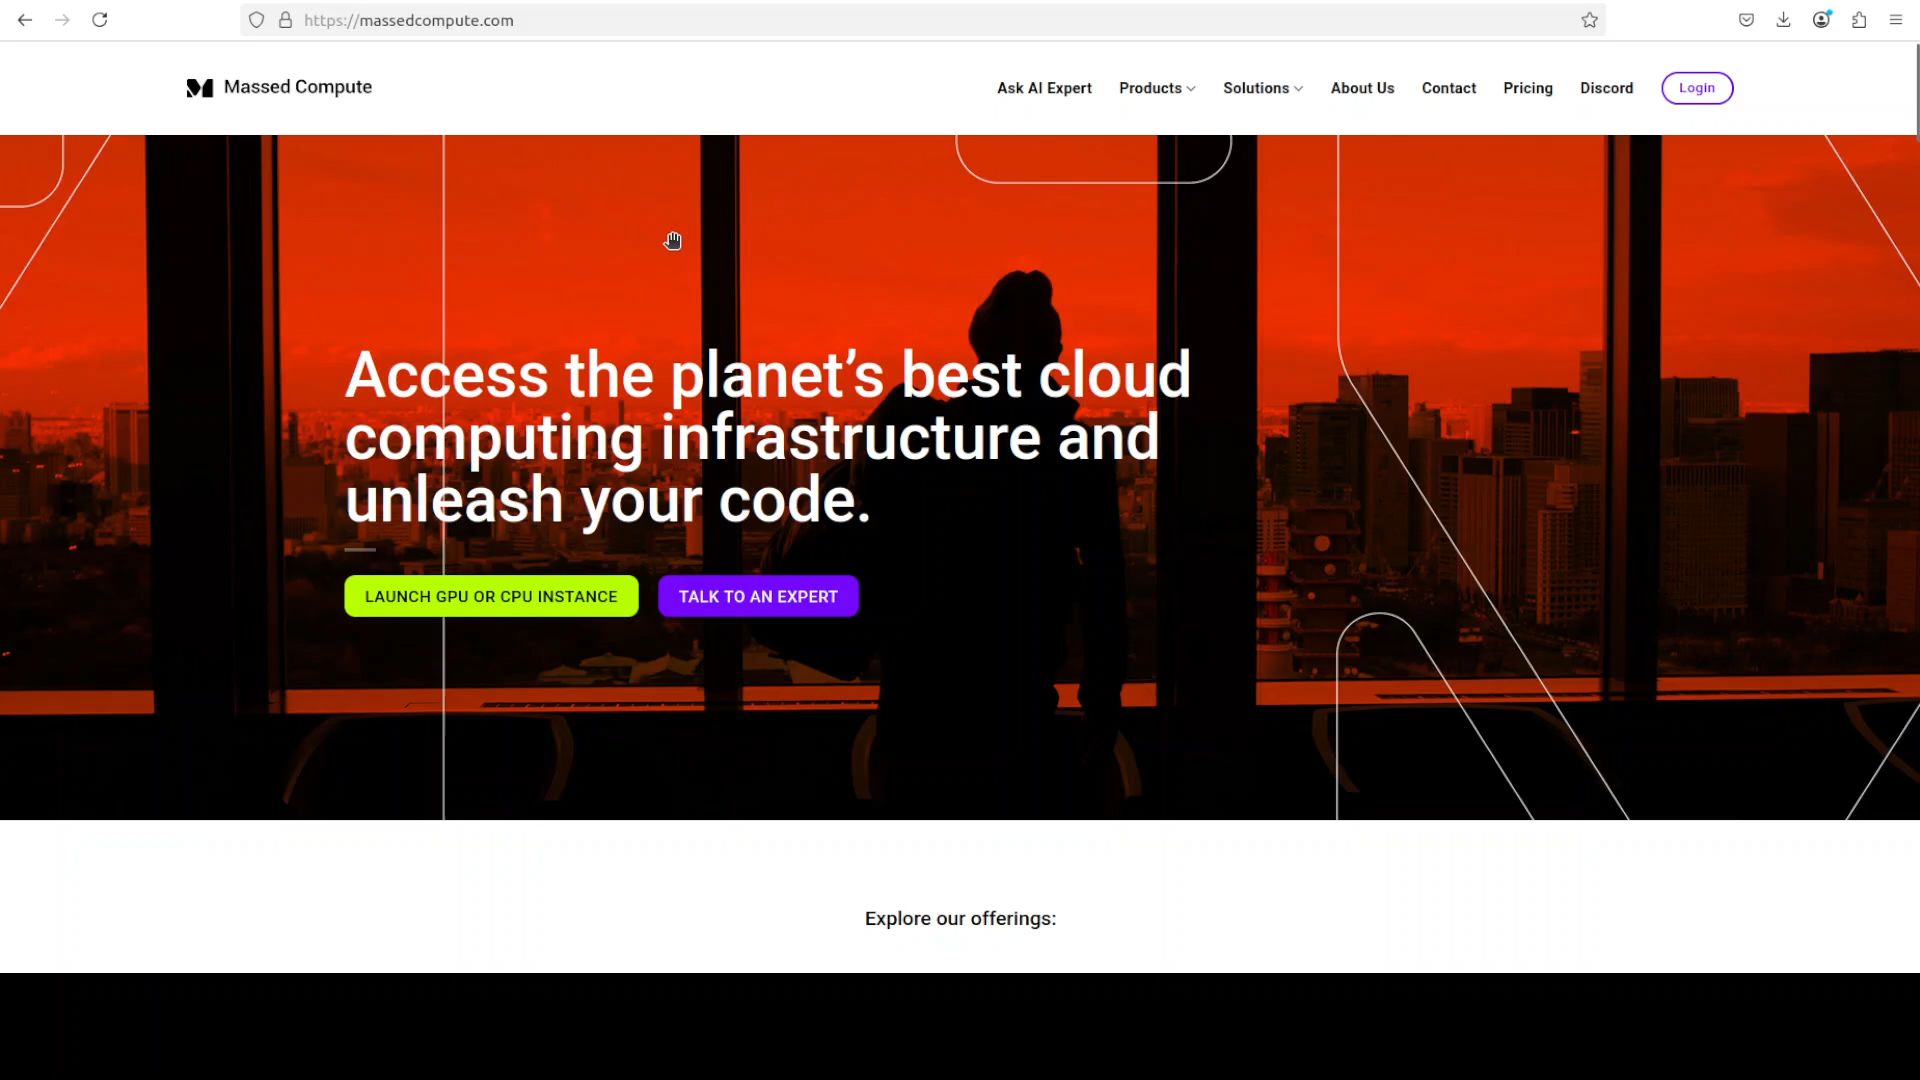 https://massedcompute.com
Massed Compute
Ask AI Expert
Products
Solutions
About Us
Contact
Pricing
Discord
Login
Access the planet’s best cloud
computing infrastructure and
unleash your code.
LAUNCH GPU OR CPU INSTANCE
TALK TO AN EXPERT
Explore our offerings: